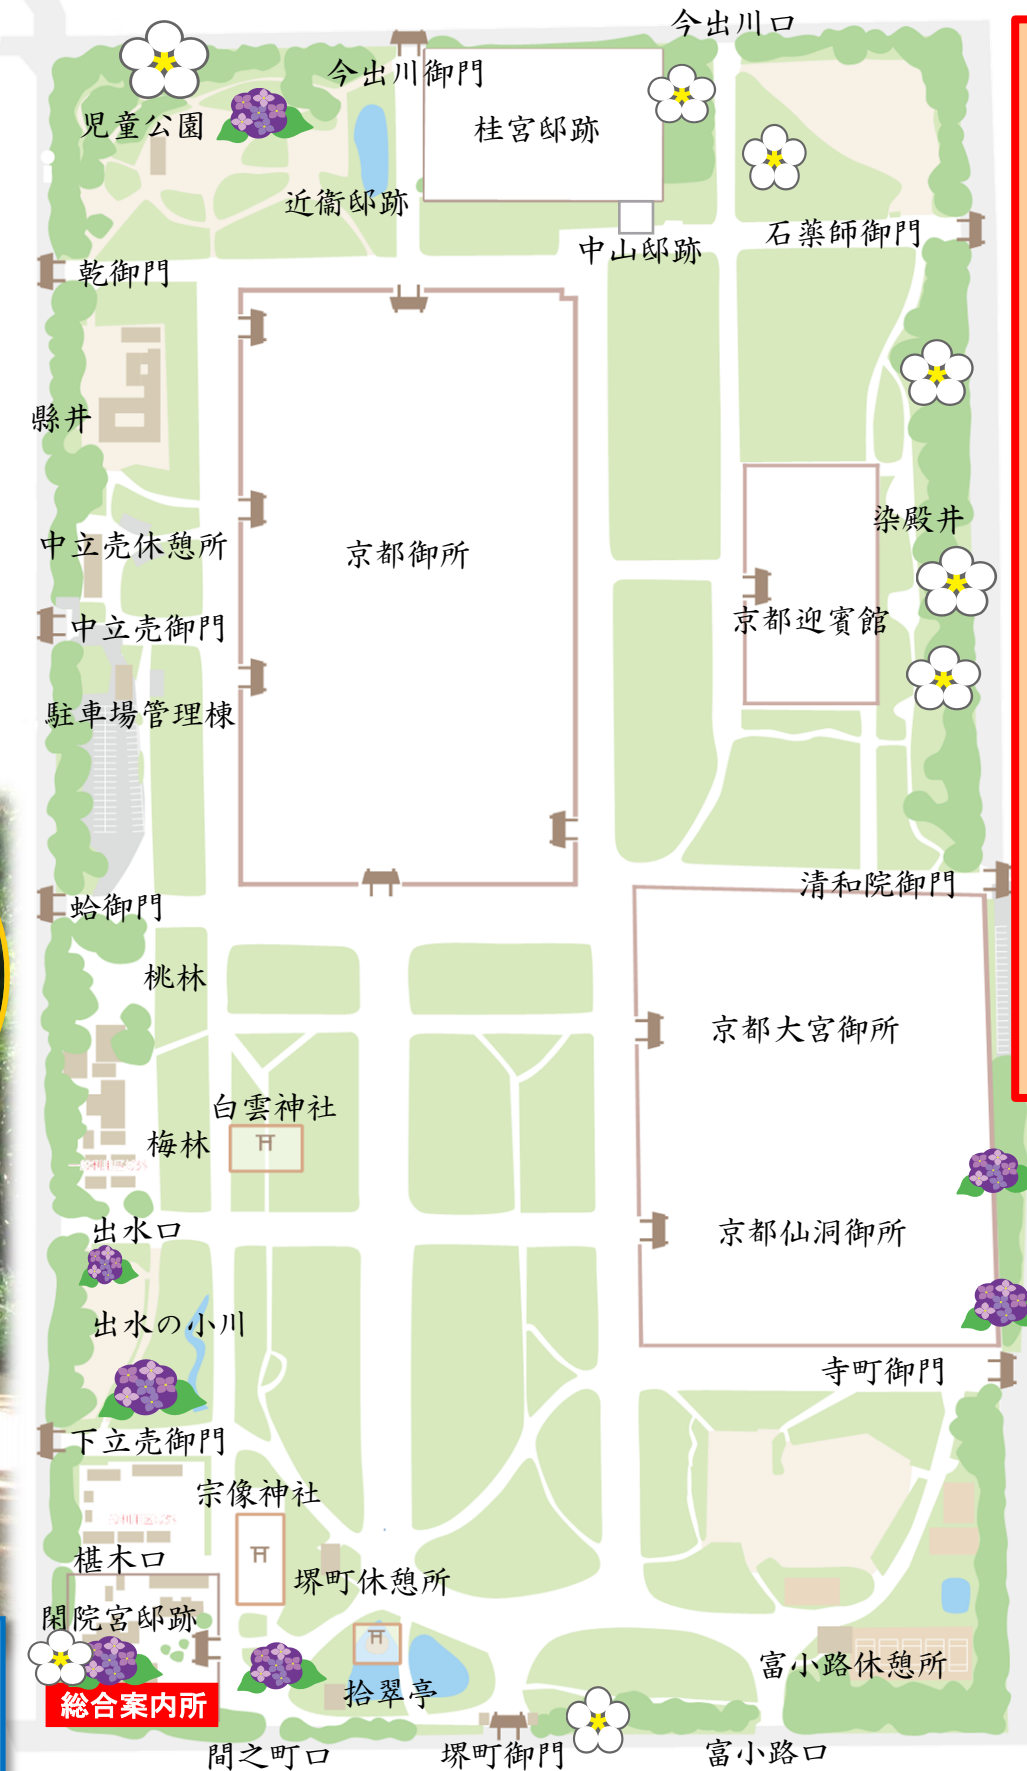 今出川口
今出川御門
児童公園
桂宮邸跡
近衞邸跡
中山邸跡
石薬師御門
乾御門
縣井
染殿井
中立売休憩所
京都御所
京都迎賓館
中立売御門
駐車場管理棟
清和院御門
蛤御門
桃林
京都大宮御所
白雲神社
梅林
出水口
京都仙洞御所
出水の小川
寺町御門
下立売御門
宗像神社
椹木口
堺町休憩所
閑院宮邸跡
富小路休憩所
拾翠亭
総合案内所
間之町口
堺町御門
富小路口